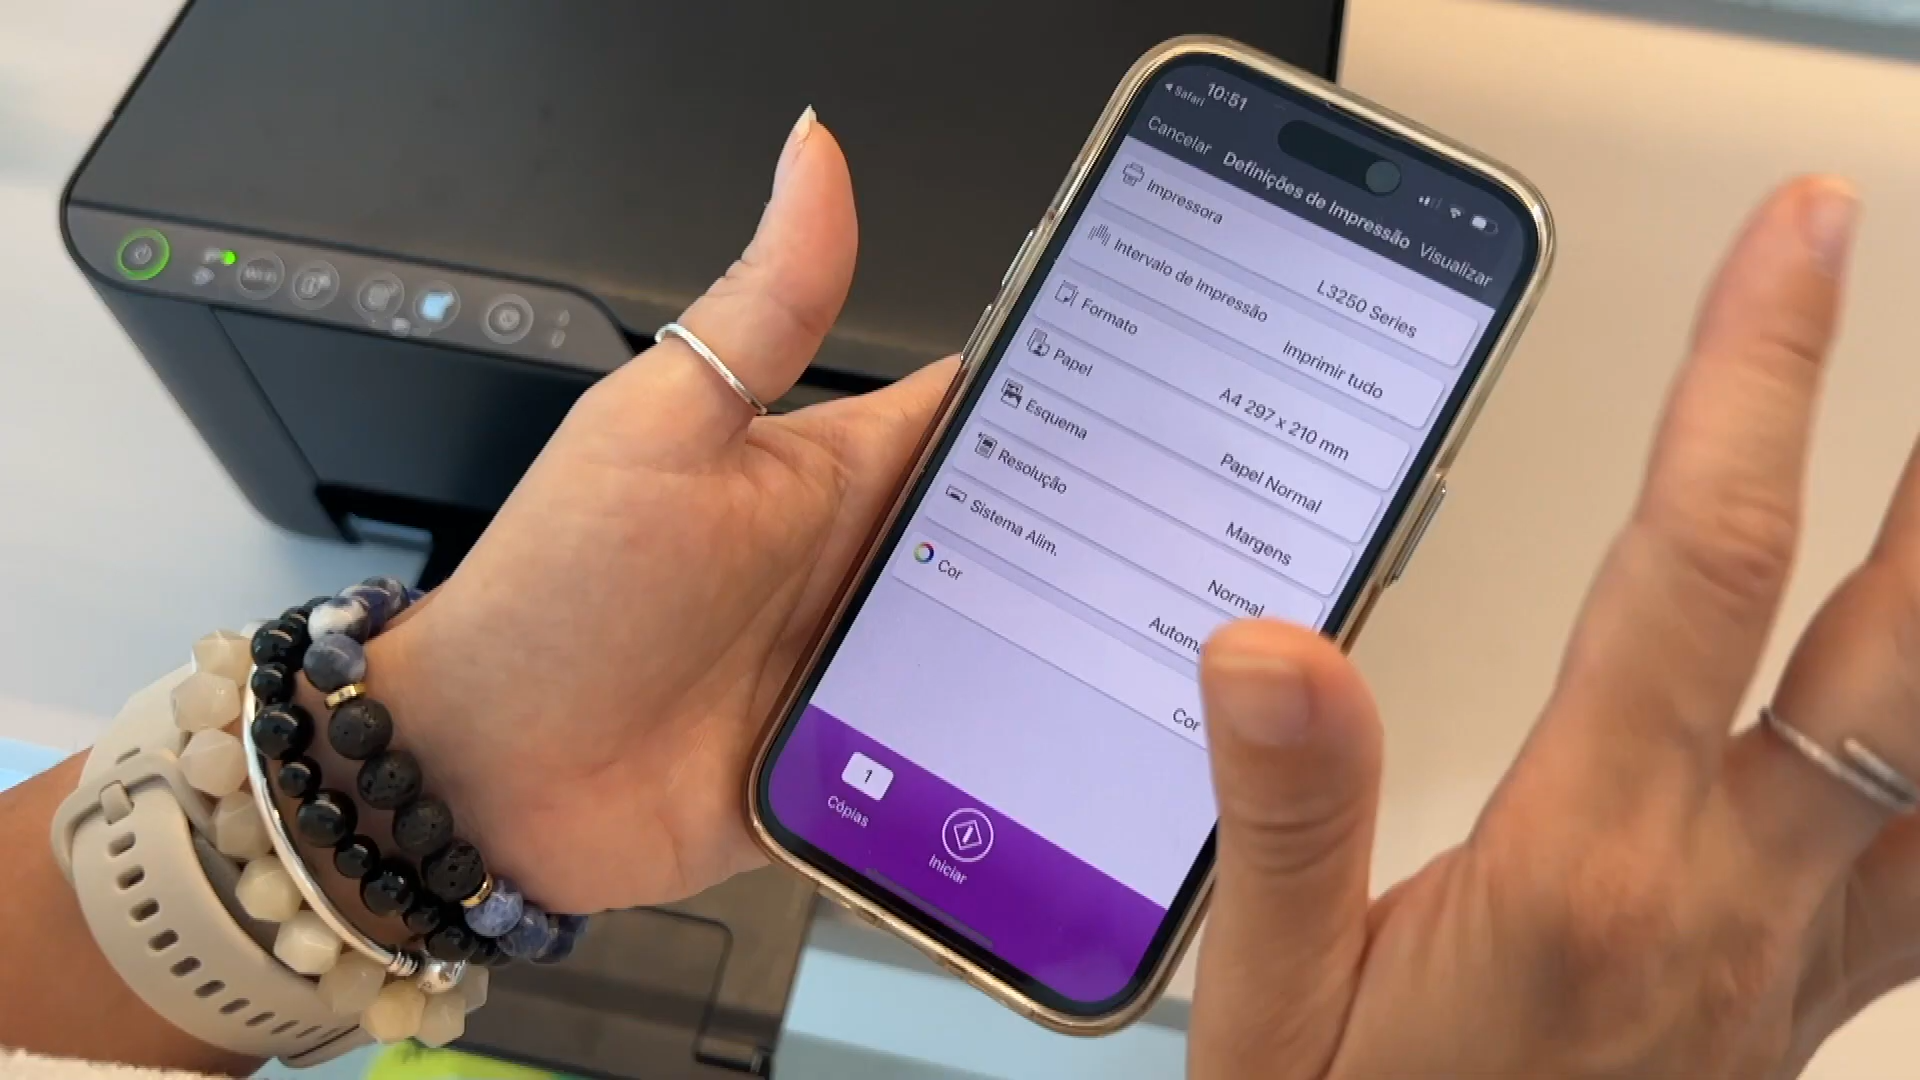 Safari 10:51
Cancelar Definições de Impressão Visualizar
Impressora L3250 Series
Intervalo de Impressão Imprimir tudo
Formato A4 297 x 210 mm
Papel Papel Normal
Esquema Margens
Resolução Normal
Sistema Alim.
Cor Cor
1
Cópias
Iniciar